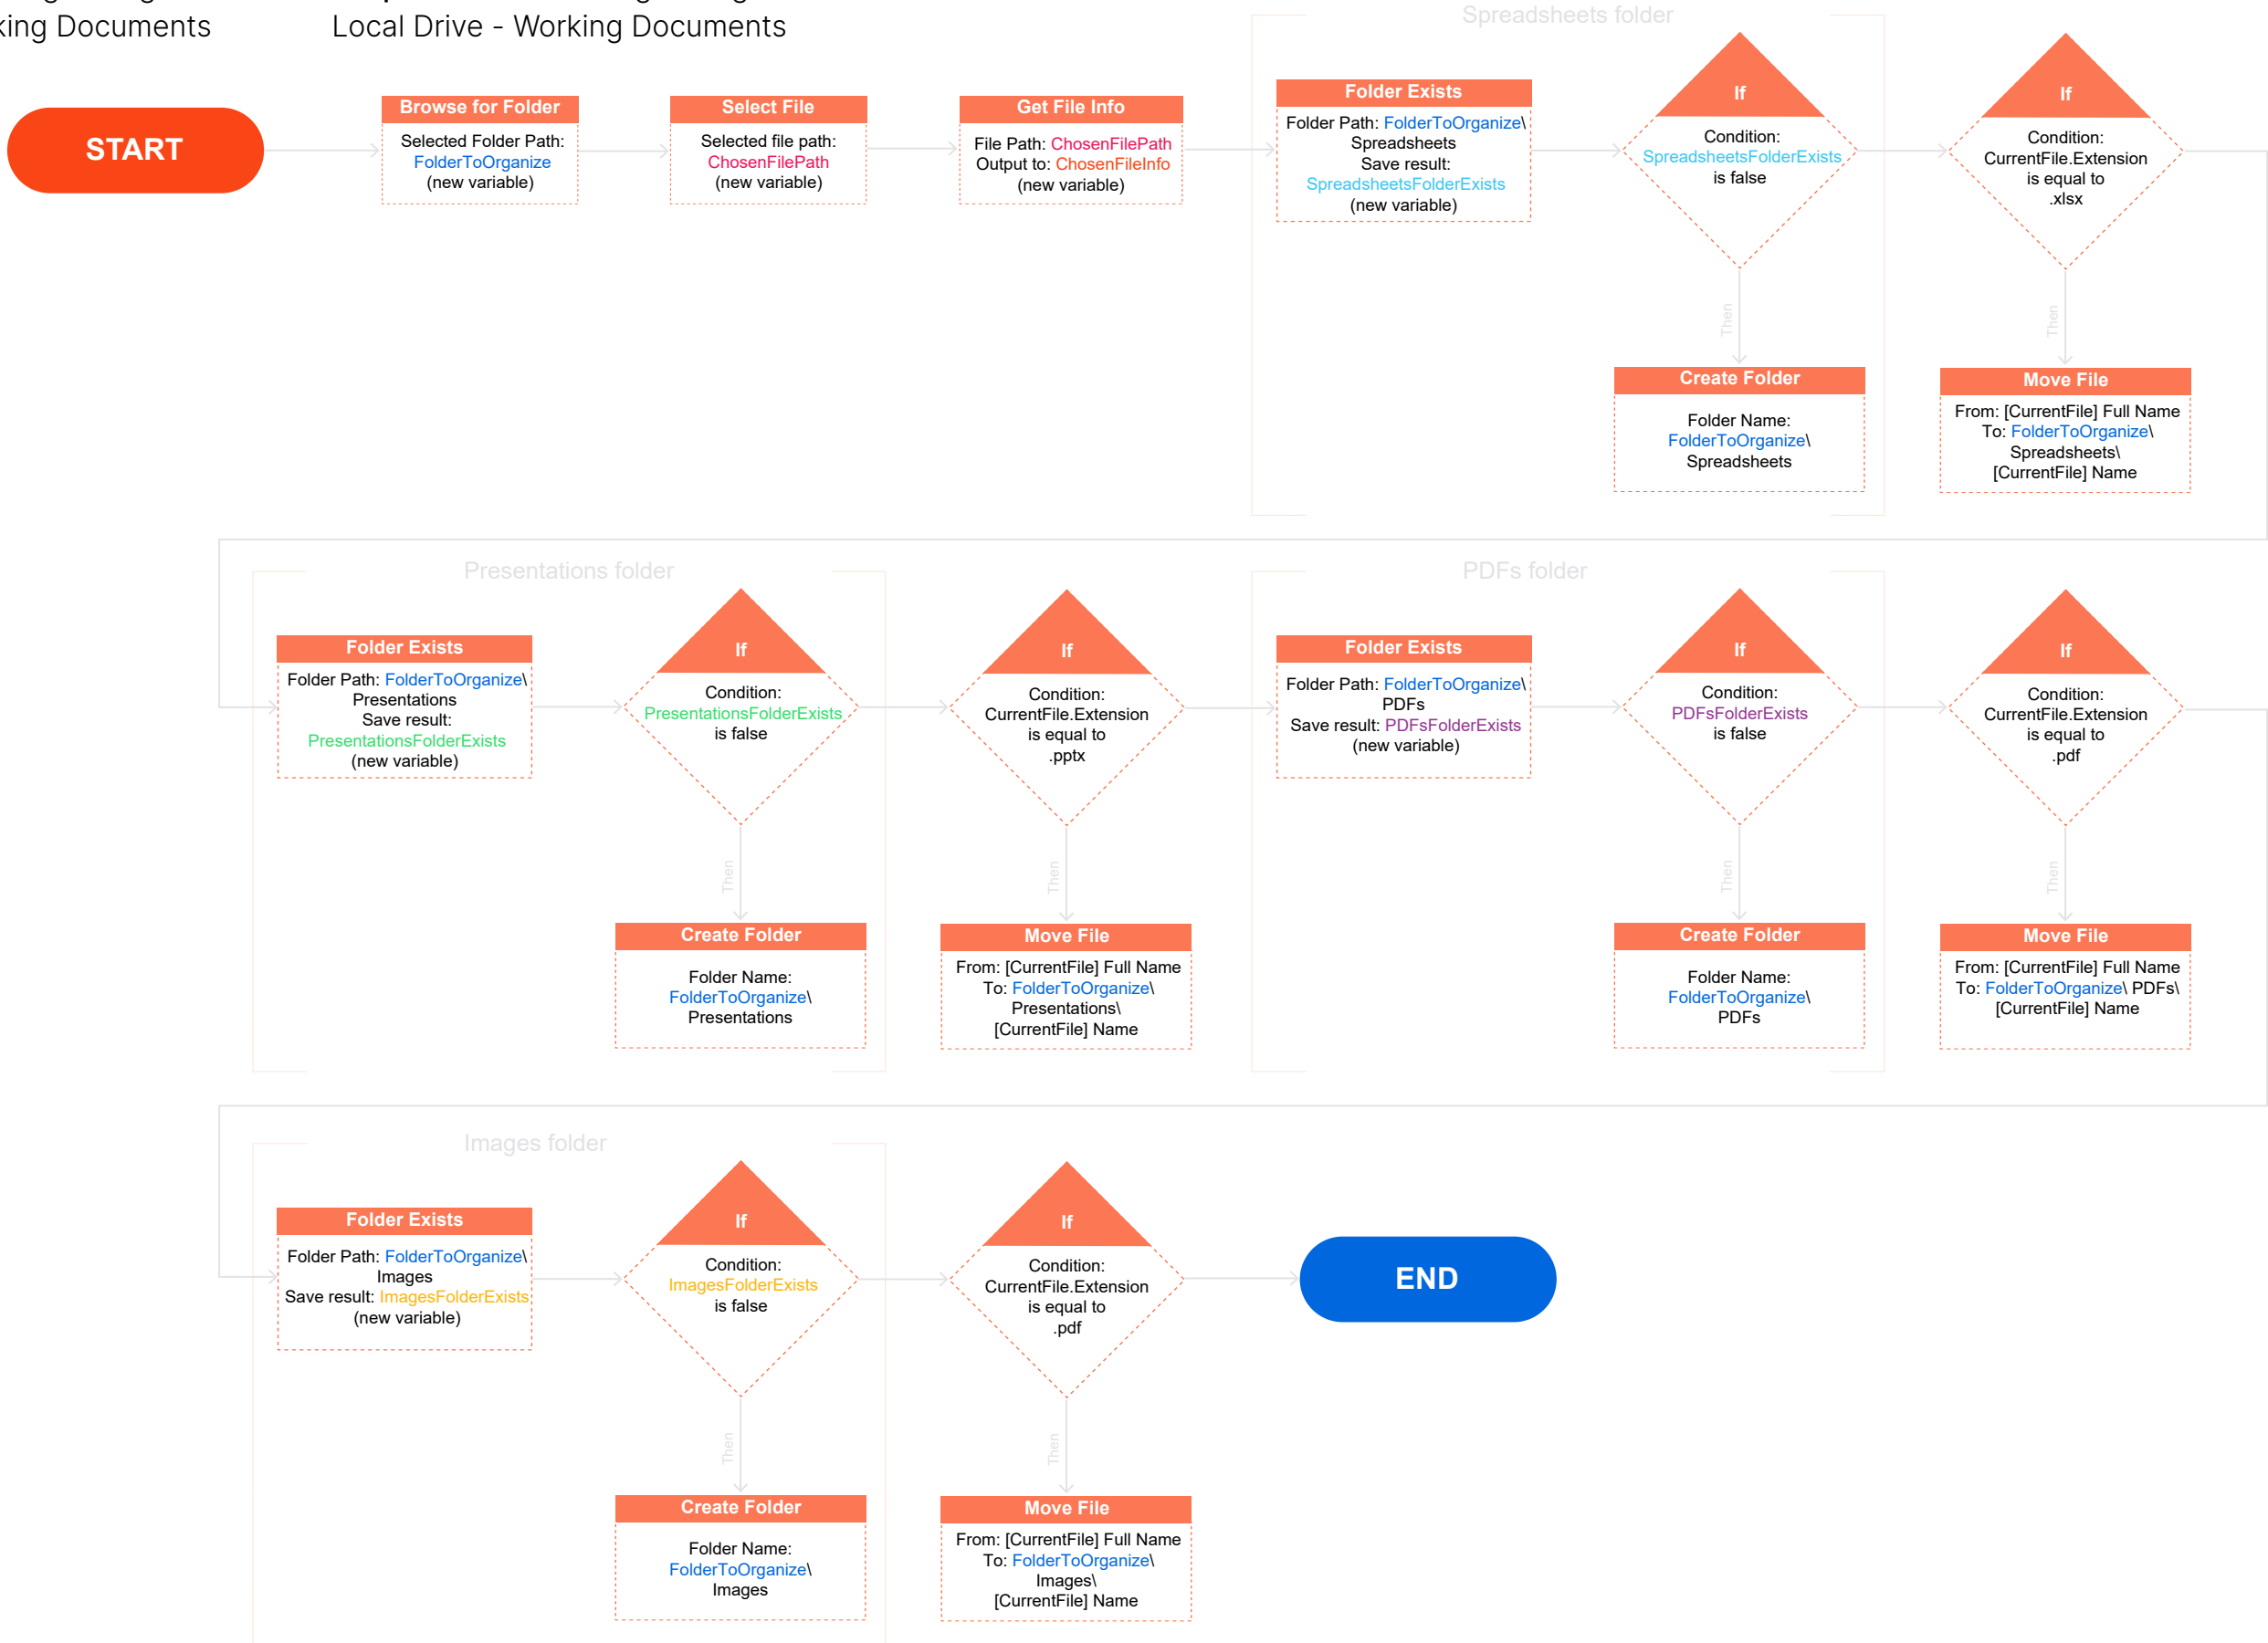 king Documents
Local Drive - Working Documents
START
Browse for Folder
Selected Folder Path:
FolderToOrganize
(new variable)
Select File
Selected file path:
ChosenFilePath
(new variable)
Get File Info
File Path: ChosenFilePath
Output to: ChosenFileInfo
(new variable)
Spreadsheets folder
Folder Exists
Folder Path: FolderToOrganize\
Spreadsheets
Save result:
SpreadsheetsFolderExists
(new variable)
If
Condition:
SpreadsheetsFolderExists
is false
Then
Create Folder
Folder Name:
FolderToOrganize\
Spreadsheets
If
Condition:
CurrentFile.Extension
is equal to
.xlsx
Then
Move File
From: [CurrentFile] Full Name
To: FolderToOrganize\
Spreadsheets\
[CurrentFile] Name
Presentations folder
Folder Exists
Folder Path: FolderToOrganize\
Presentations
Save result:
PresentationsFolderExists
(new variable)
If
Condition:
PresentationsFolderExists
is false
Then
Create Folder
Folder Name:
FolderToOrganize\
Presentations
If
Condition:
CurrentFile.Extension
is equal to
.pptx
Then
Move File
From: [CurrentFile] Full Name
To: FolderToOrganize\
Presentations\
[CurrentFile] Name
PDFs folder
Folder Exists
Folder Path: FolderToOrganize\
PDFs
Save result: PDFsFolderExists
(new variable)
If
Condition:
PDFsFolderExists
is false
Then
Create Folder
Folder Name:
FolderToOrganize\
PDFs
If
Condition:
CurrentFile.Extension
is equal to
.pdf
Then
Move File
From: [CurrentFile] Full Name
To: FolderToOrganize\ PDFs\
[CurrentFile] Name
Images folder
Folder Exists
Folder Path: FolderToOrganize\
Images
Save result: ImagesFolderExists
(new variable)
If
Condition:
ImagesFolderExists
is false
Then
Create Folder
Folder Name:
FolderToOrganize\
Images
If
Condition:
CurrentFile.Extension
is equal to
.pdf
Then
Move File
From: [CurrentFile] Full Name
To: FolderToOrganize\
Images\
[CurrentFile] Name
END